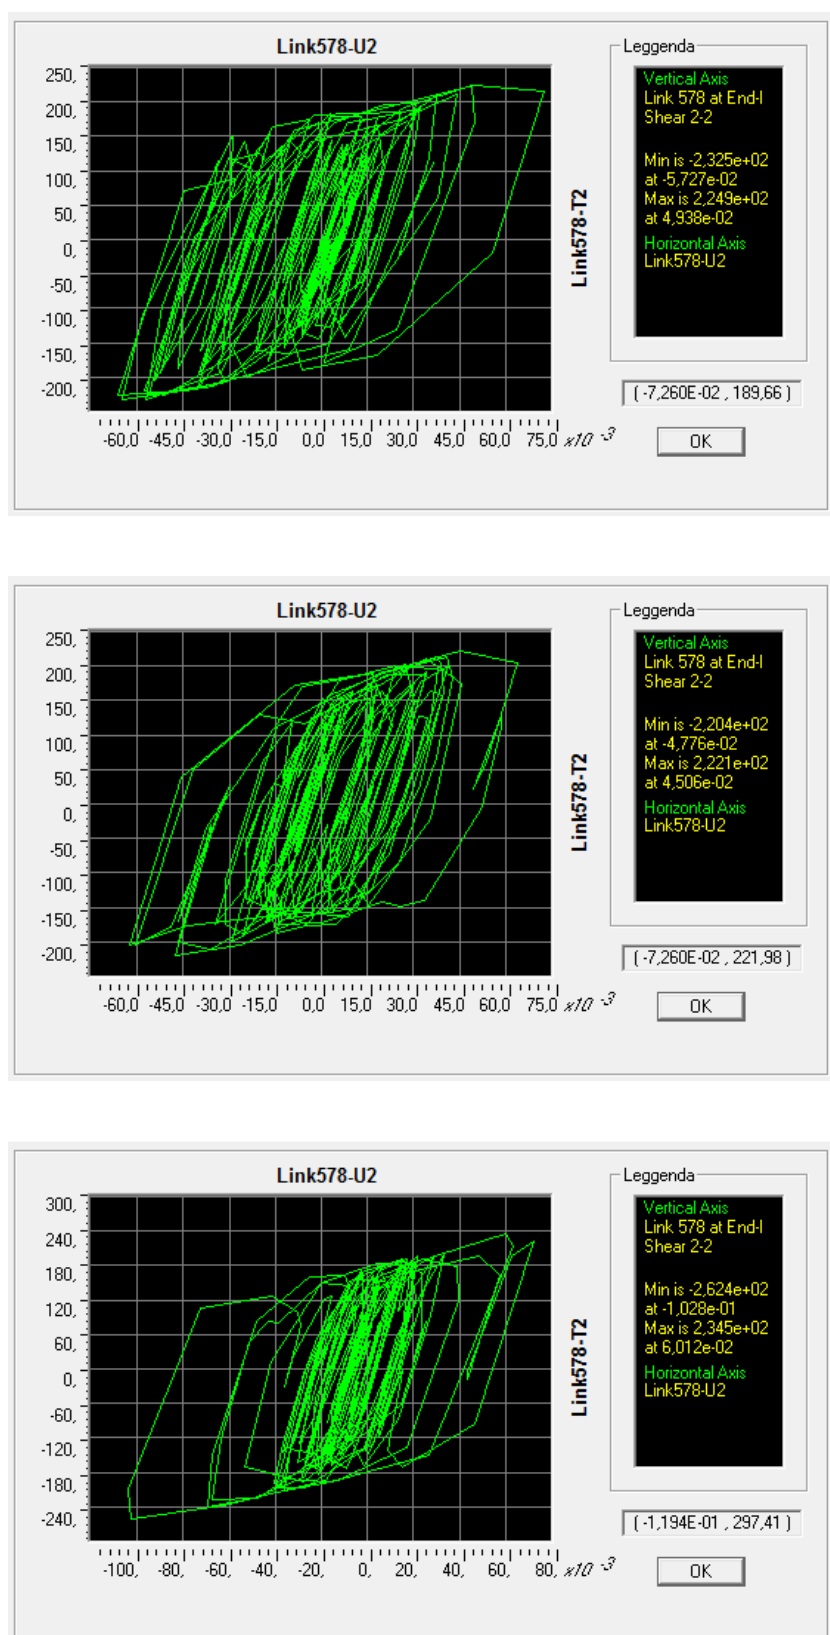 Link578-U2
250,
200,
150,
100,
50,
0,
-50,
-100,
-150,
-200,
-60,0 -45,0 -30,0 -15,0 0,0 15,0 30,0 45,0 60,0 75,0 x10 -3
Link578-T2
Leggenda
Vertical Axis
Link 578 at End-I
Shear 2-2
Min is -2,325e+02
at -5,727e-02
Max is 2,249e+02
at 4,938e-02
Horizontal Axis
Link578-U2
( -7,260E-02 , 189,66 )
OK
Link578-U2
250,
200,
150,
100,
50,
0,
-50,
-100,
-150,
-200,
-60,0 -45,0 -30,0 -15,0 0,0 15,0 30,0 45,0 60,0 75,0 x10 -3
Link578-T2
Leggenda
Vertical Axis
Link 578 at End-I
Shear 2-2
Min is -2,204e+02
at -4,776e-02
Max is 2,221e+02
at 4,506e-02
Horizontal Axis
Link578-U2
( -7,260E-02 , 221,98 )
OK
Link578-U2
300,
240,
180,
120,
60,
0,
-60,
-120,
-180,
-240,
-100, -80, -60, -40, -20, 0, 20, 40, 60, 80, x10 -3
Link578-T2
Leggenda
Vertical Axis
Link 578 at End-I
Shear 2-2
Min is -2,624e+02
at -1,028e-01
Max is 2,345e+02
at 6,012e-02
Horizontal Axis
Link578-U2
( -1,194E-01 , 297,41 )
OK